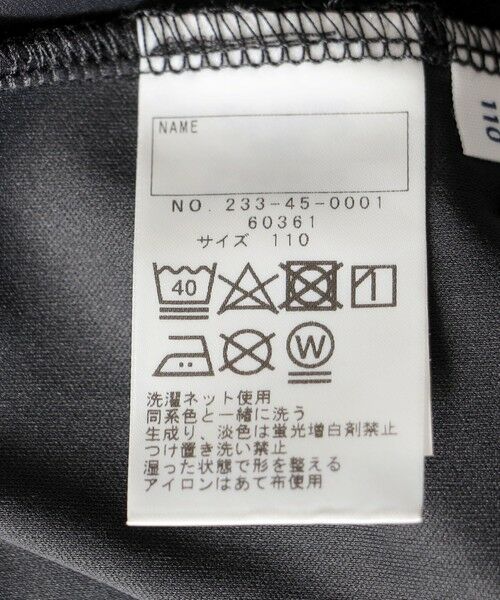 NAME
NO. 233-45-0001
60361
サイズ 110
40
W
洗濯ネット使用
同系色と一緒に洗う
生成り、淡色は蛍光増白剤禁止
つけ置き洗い禁止
湿った状態で形を整える
アイロンはあて布使用
110